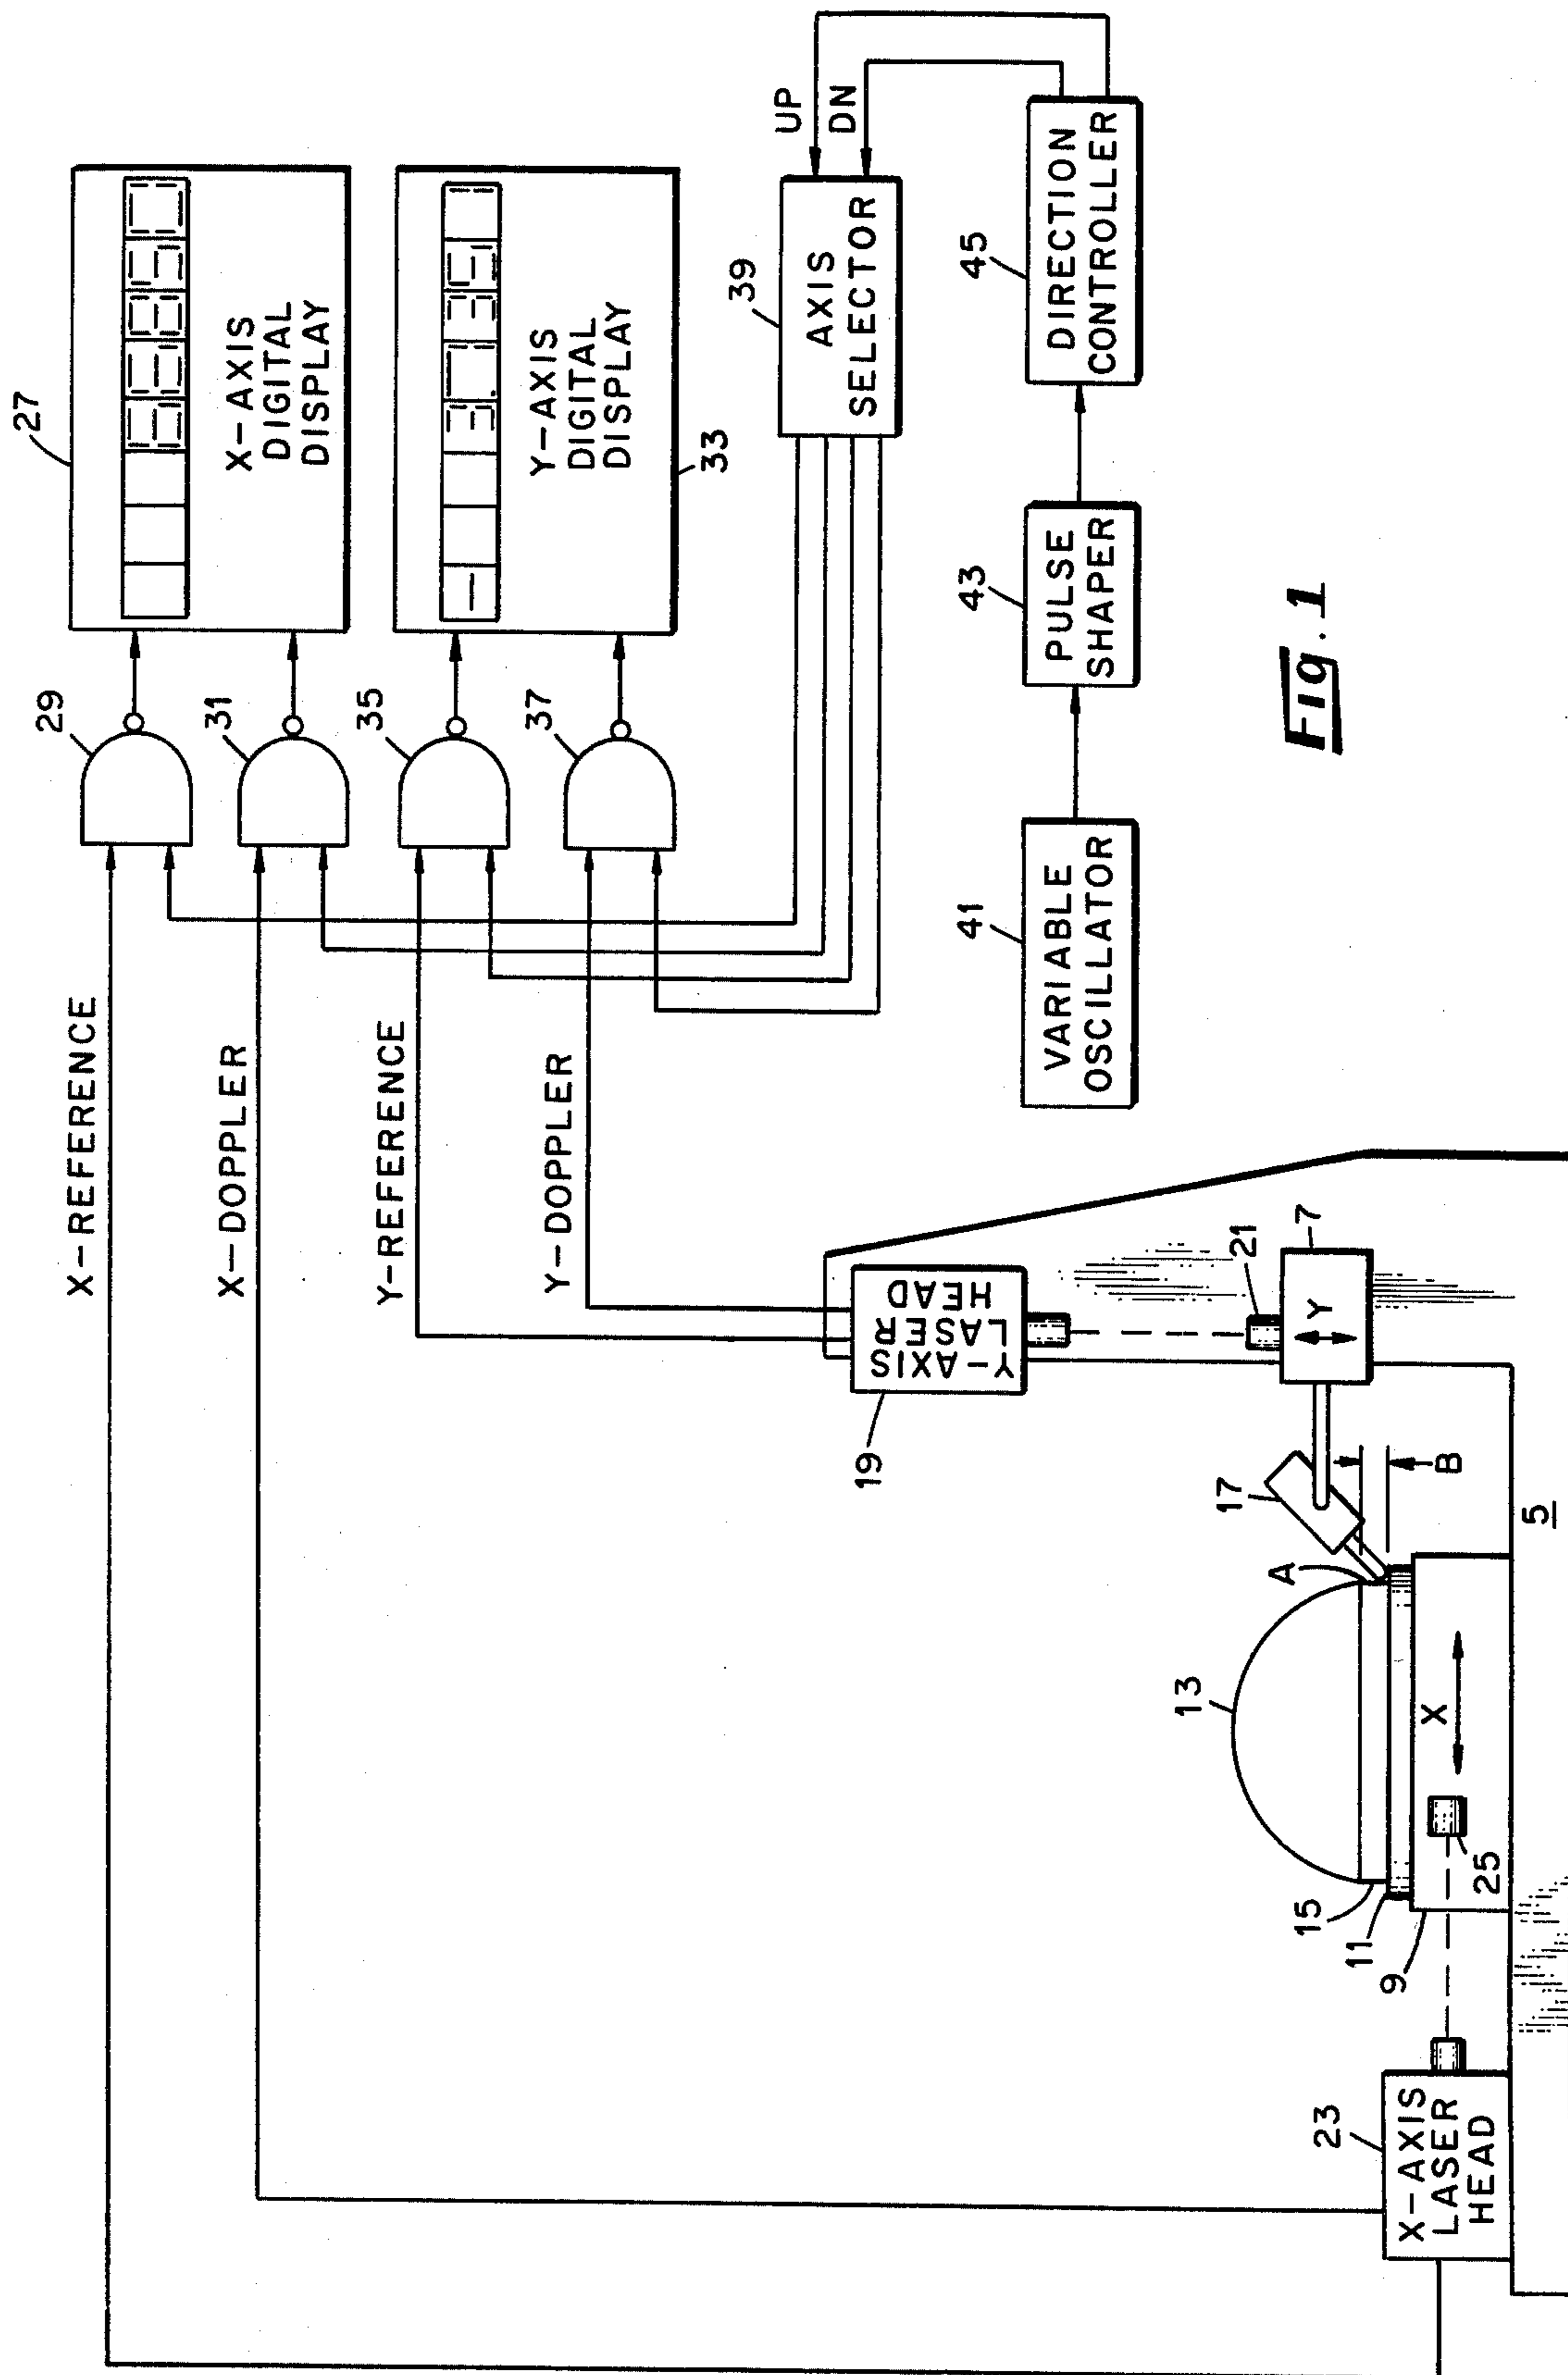 27
X-AXIS
DIGITAL
DISPLAY
29
X-REFERENCE
31
X-DOPPLER
35
Y-REFERENCE
Y-AXIS
DIGITAL
DISPLAY
33
37
Y-DOPPLER
UP
DN
39
AXIS
SELECTOR
Y-AXIS
LASER
HEAD
19
41
VARIABLE
OSCILLATOR
43
PULSE
SHAPER
45
DIRECTION
CONTROLLER
21
7
Y
17
A
B
13
15
11
9
X
25
23
X-AXIS
LASER
HEAD
5
Fig. 1